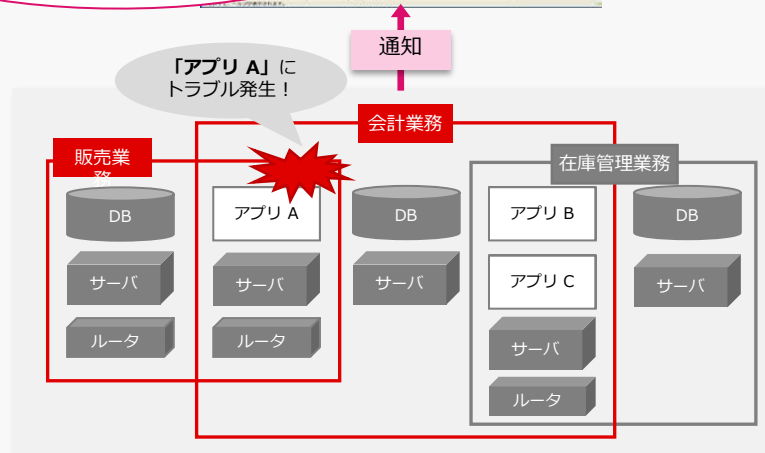 通知
「アプリ A」に
トラブル発生！
会計業務
販売業
務
在庫管理業務
DB
アプリ A
DB
アプリ B
DB
サーバ
サーバ
サーバ
アプリ C
サーバ
ルータ
ルータ
サーバ
ルータ